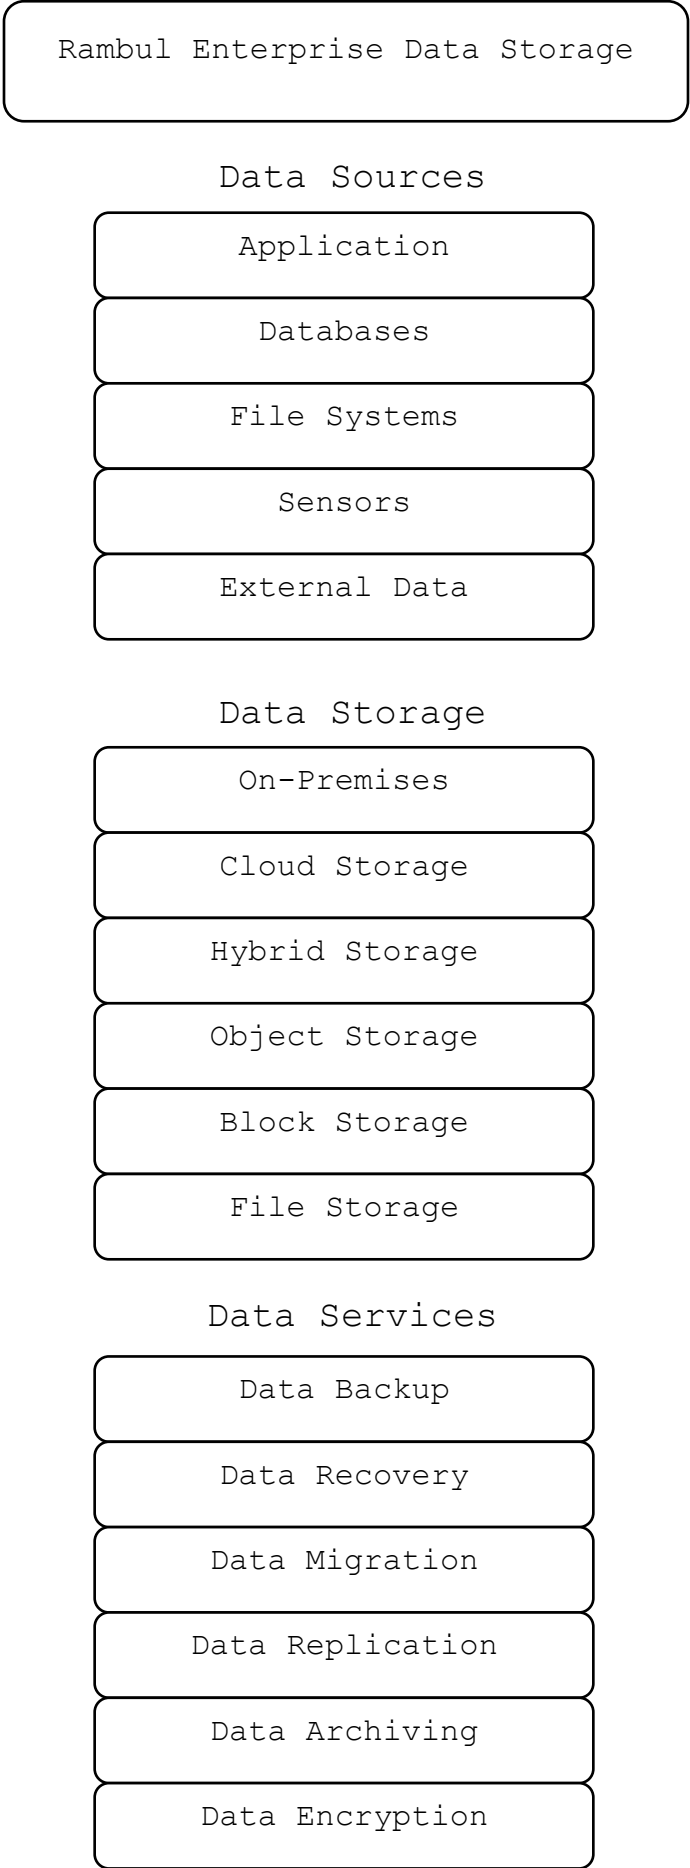 Rambul Enterprise Data Storage
Data Sources
Application
Databases
File Systems
Sensors
External Data
Data Storage
On-Premises
Cloud Storage
Hybrid Storage
Object Storage
Block Storage
File Storage
Data Services
Data Backup
Data Recovery
Data Migration
Data Replication
Data Archiving
Data Encryption